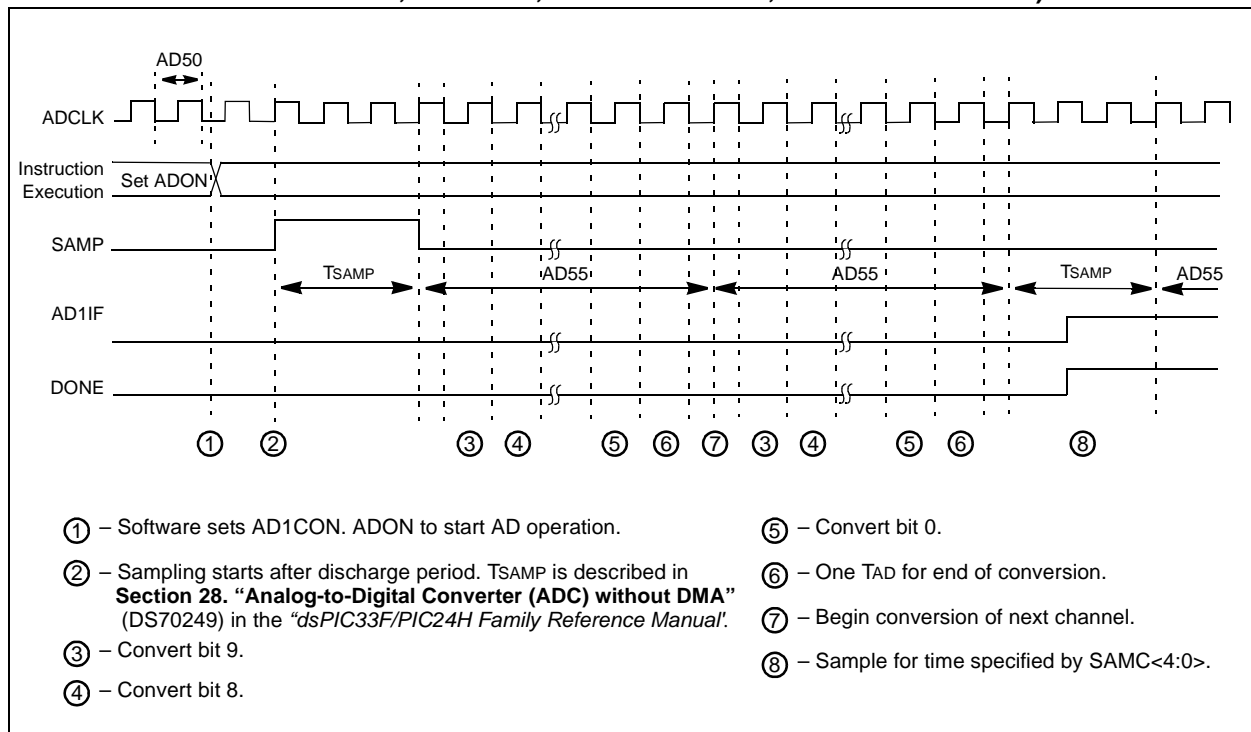 AD50
ADCLK
Instruction
Execution
Set ADON
SAMP
TSAMP
AD55
AD55
TSAMP
AD55
AD1IF
DONE
1 2 3 4 5 6 7 3 4 5 6 8
1 – Software sets AD1CON. ADON to start AD operation.
2 – Sampling starts after discharge period. TSAMP is described in
Section 28. “Analog-to-Digital Converter (ADC) without DMA”
(DS70249) in the “dsPIC33F/PIC24H Family Reference Manual'.
3 – Convert bit 9.
4 – Convert bit 8.
5 – Convert bit 0.
6 – One TAD for end of conversion.
7 – Begin conversion of next channel.
8 – Sample for time specified by SAMC<4:0>.